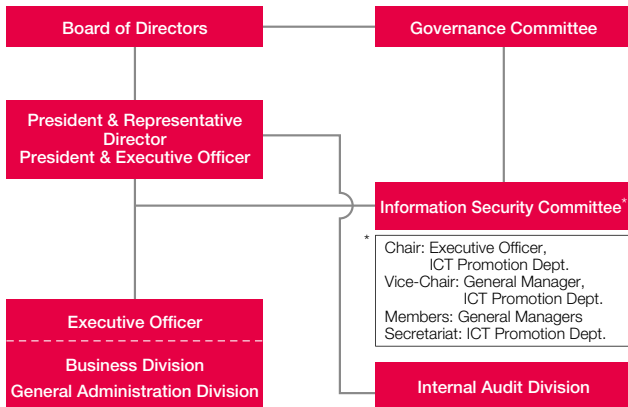 Board of Directors
Governance Committee
President & Representative
Director
President & Executive Officer
Information Security Committee*
*
Chair: Executive Officer,
ICT Promotion Dept.
Vice-Chair: General Manager,
ICT Promotion Dept.
Members: General Managers
Secretariat: ICT Promotion Dept.
Executive Officer
Business Division
General Administration Division
Internal Audit Division